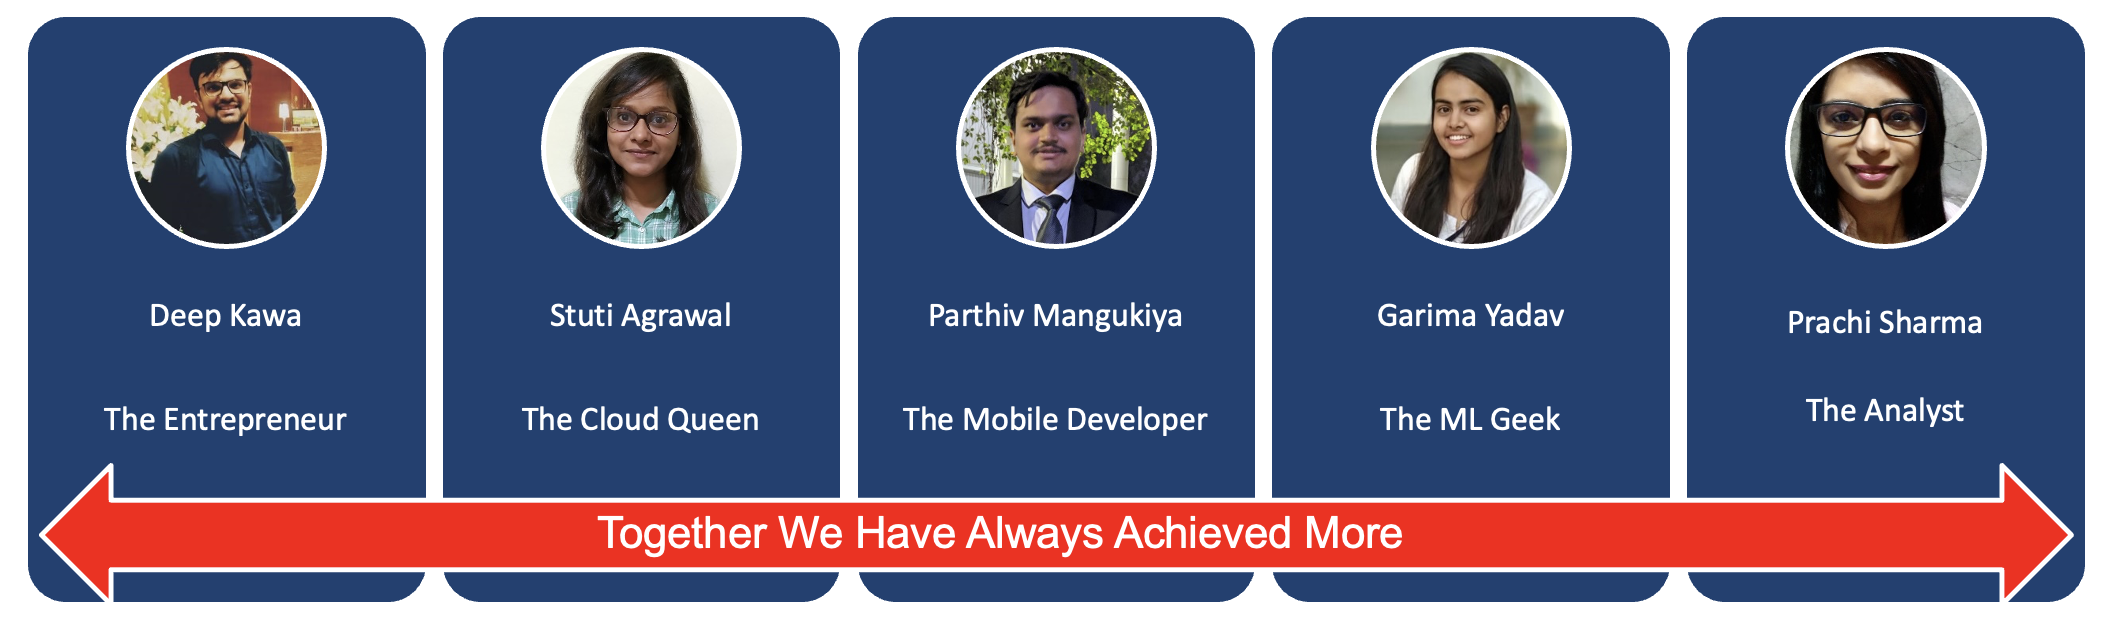 Deep Kawa
The Entrepreneur
Stuti Agrawal
The Cloud Queen
Parthiv Mangukiya
The Mobile Developer
Garima Yadav
The ML Geek
Prachi Sharma
The Analyst
Together We Have Always Achieved More